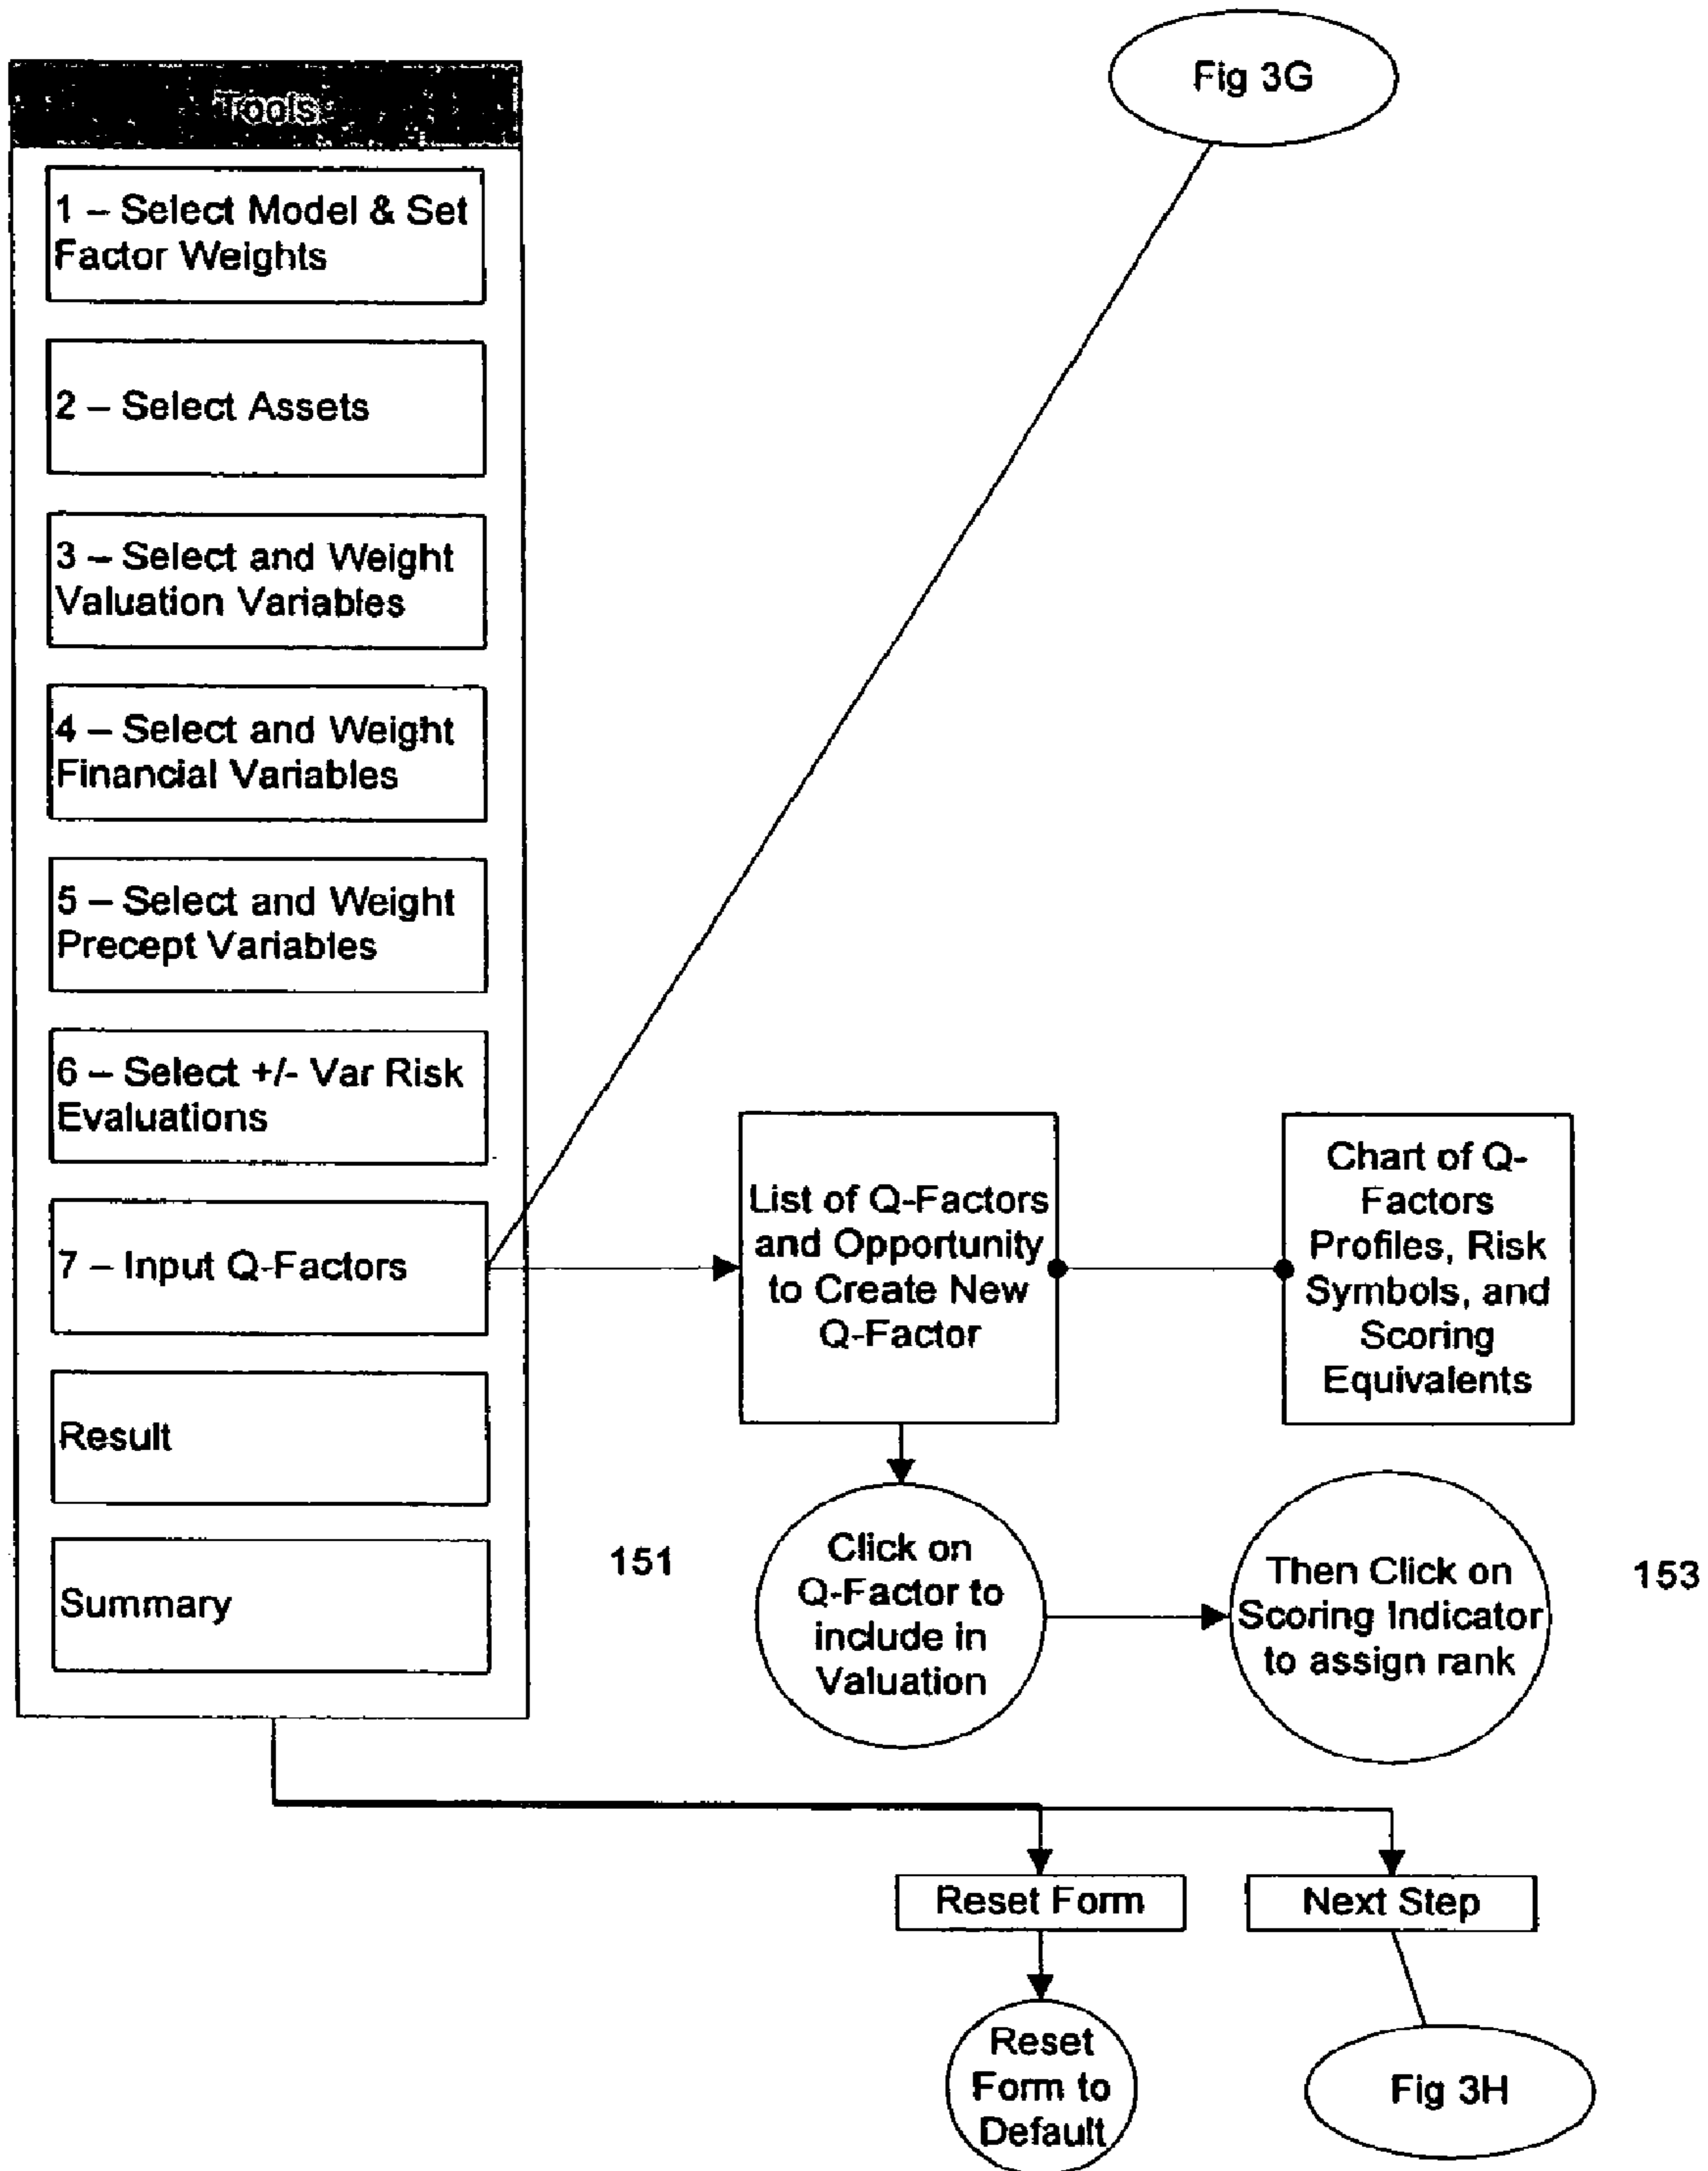 Fig 3G
Tools
1 – Select Model & Set
Factor Weights
2 – Select Assets
3 – Select and Weight
Valuation Variables
4 – Select and Weight
Financial Variables
5 – Select and Weight
Precept Variables
6 – Select +/- Var Risk
Evaluations
7 – Input Q-Factors
Result
Summary
List of Q-Factors
and Opportunity
to Create New
Q-Factor
Chart of Q-
Factors
Profiles, Risk
Symbols, and
Scoring
Equivalents
151
Click on
Q-Factor to
include in
Valuation
Then Click on
Scoring Indicator
to assign rank
153
Reset Form
Next Step
Reset
Form to
Default
Fig 3H